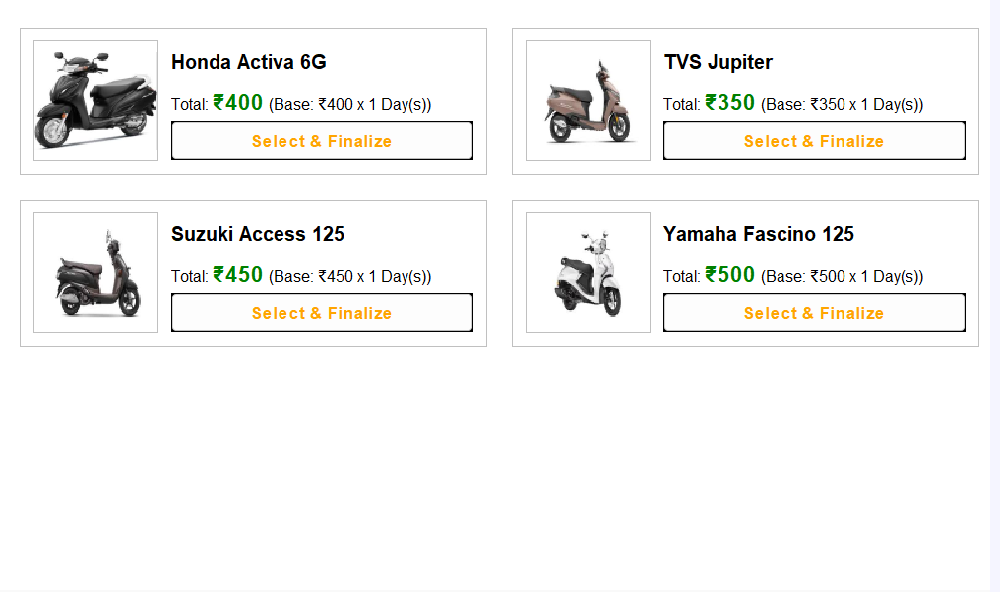 Honda Activa 6G
Total: ₹400 (Base: ₹400 x 1 Day(s))
Select & Finalize
TVS Jupiter
Total: ₹350 (Base: ₹350 x 1 Day(s))
Select & Finalize
Suzuki Access 125
Total: ₹450 (Base: ₹450 x 1 Day(s))
Select & Finalize
Yamaha Fascino 125
Total: ₹500 (Base: ₹500 x 1 Day(s))
Select & Finalize